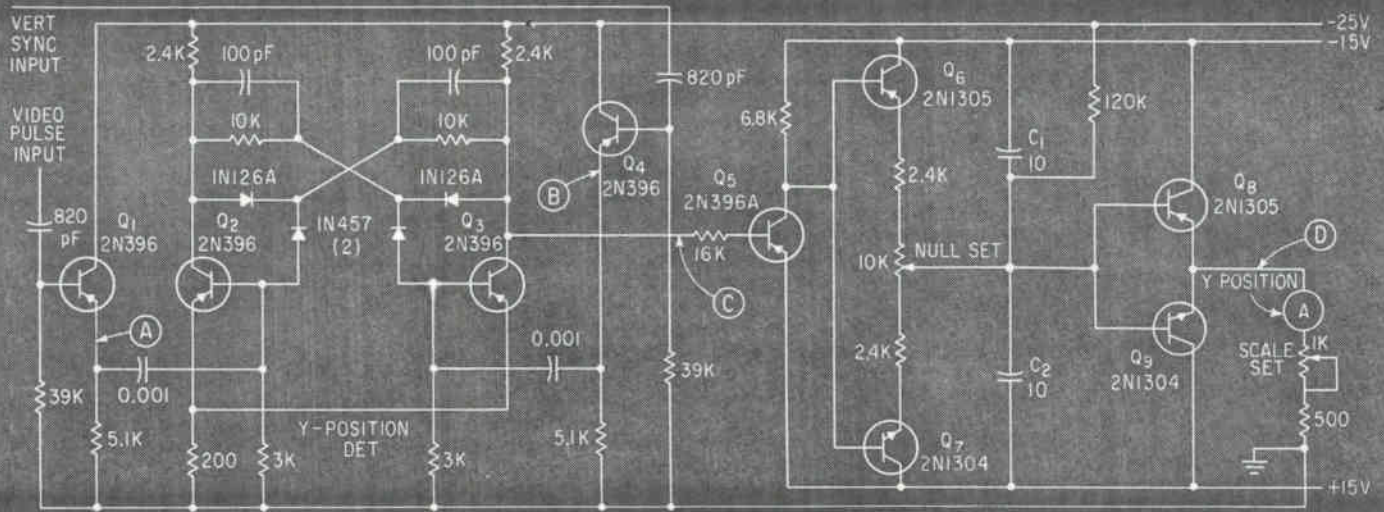 VERT
SYNC
INPUT
VIDEO
PULSE
INPUT
820
pF
Q1
2N396
39K
A
0.001
5.1K
2.4K
100 pF
10K
1N126A
Q2
2N396
200
3K
1N457
(2)
Y-POSITION
DET
100 pF
2.4K
10K
1N126A
Q3
2N396
0.001
3K
5.1K
B
Q4
2N396
820 pF
39K
C
16K
Q5
2N396A
6.8K
Q6
2N1305
2.4K
10K
NULL SET
2.4K
Q7
2N1304
C1
10
120K
C2
10
Q8
2N1305
Q9
2N1304
D
Y POSITION
A
1K
SCALE
SET
500
-25V
-15V
+15V